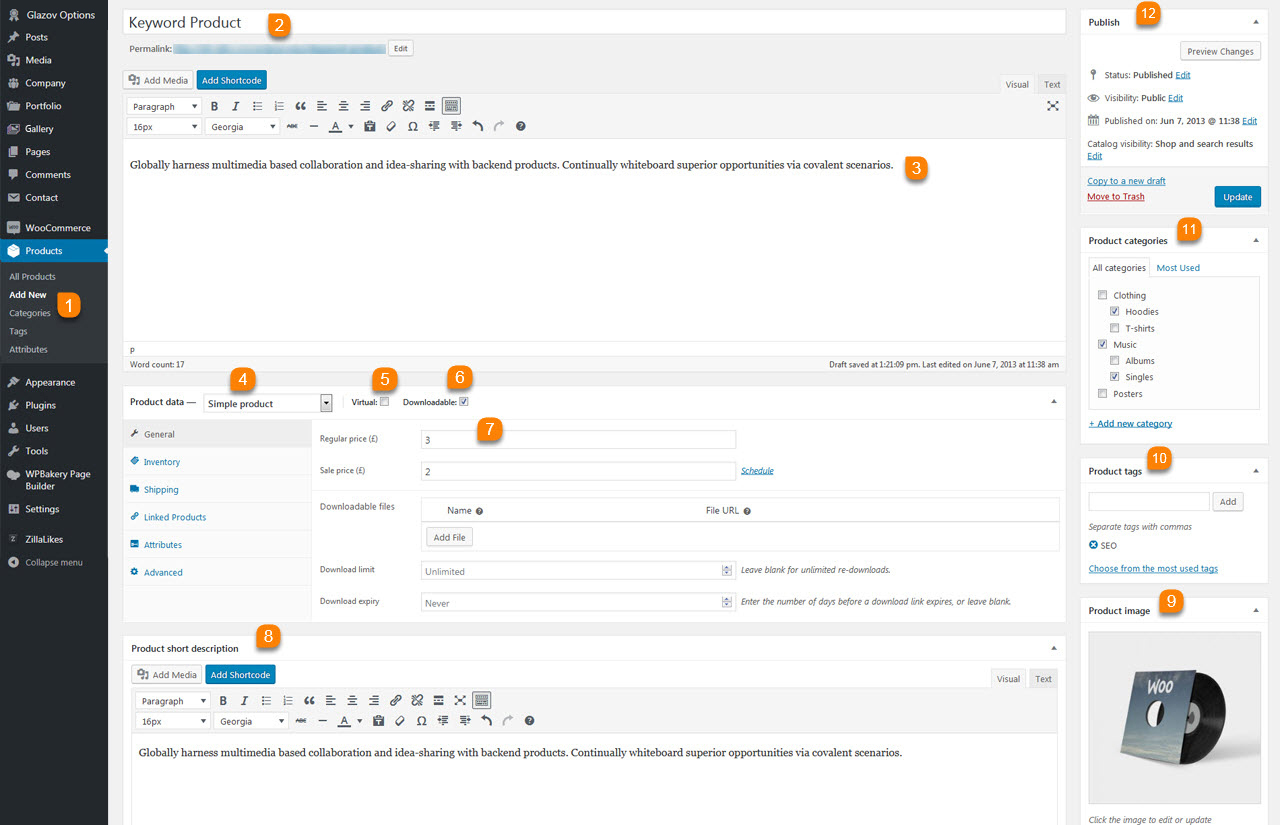 Glazov Options
Posts
Media
Company
Portfolio
Gallery
Pages
Comments
Contact
WooCommerce
Products
All Products
Add New
1
Categories
Tags
Attributes
Appearance
Plugins
Users
Tools
WPBakery Page
Builder
Settings
ZillaLikes
Collapse menu
Keyword Product
2
Permalink:
Edit
Add Media
Add Shortcode
Visual
Text
Paragraph
B I
16px
Georgia
ABC
A
Ω
Globally harness multimedia based collaboration and idea-sharing with backend products. Continually whiteboard superior opportunities via covalent scenarios.
3
p
Word count: 17
Draft saved at 1:21:09 pm. Last edited on June 7, 2013 at 11:38 am
4
5
6
Product data —
Simple product
Virtual:
Downloadable:
General
Inventory
Shipping
Linked Products
Attributes
Advanced
7
Regular price (£)
3
Sale price (£)
2
Schedule
Downloadable files
Name
File URL
Add File
Download limit
Unlimited
Leave blank for unlimited re-downloads.
Download expiry
Never
Enter the number of days before a download link expires, or leave blank.
8
Product short description
Add Media
Add Shortcode
Visual
Text
Paragraph
B I
16px
Georgia
ABC
A
Ω
Globally harness multimedia based collaboration and idea-sharing with backend products. Continually whiteboard superior opportunities via covalent scenarios.
12
Publish
Preview Changes
Status: Published Edit
Visibility: Public Edit
Published on: Jun 7, 2013 @ 11:38 Edit
Catalog visibility: Shop and search results
Edit
Copy to a new draft
Move to Trash
Update
11
Product categories
All categories
Most Used
Clothing
Hoodies
T-shirts
Music
Albums
Singles
Posters
+ Add new category
10
Product tags
Add
Separate tags with commas
SEO
Choose from the most used tags
9
Product image
WOO
Click the image to edit or update